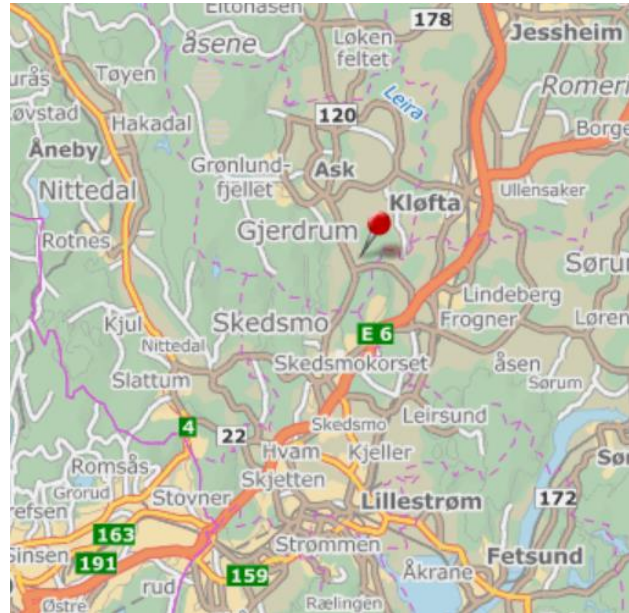 Eltonåsen
178
åsene
Løken
feltet
Jessheim
urås
Tøyen
Leira
Romeri
øvstad
Hakadal
120
Borge
Åneby
Grønlund-
fjellet
Ask
Nittedal
Kløfta
Ullensaker
Rotnes
Gjerdrum
Sørum
Lindeberg
Kjul
Skedsmo
E 6
Frogner
Løren
Nittedal
Skedsmokorset
åsen
Slattum
Sørum
4
22
Skedsmo
Leirsund
Hvam
Kjeller
Romsås
Skjetten
Sør
Grorud
Stovner
Lillestrøm
172
refsen
163
Sinsen
Strømmen
Fetsund
191
rud
159
Åkrane
Østre
Rælingen